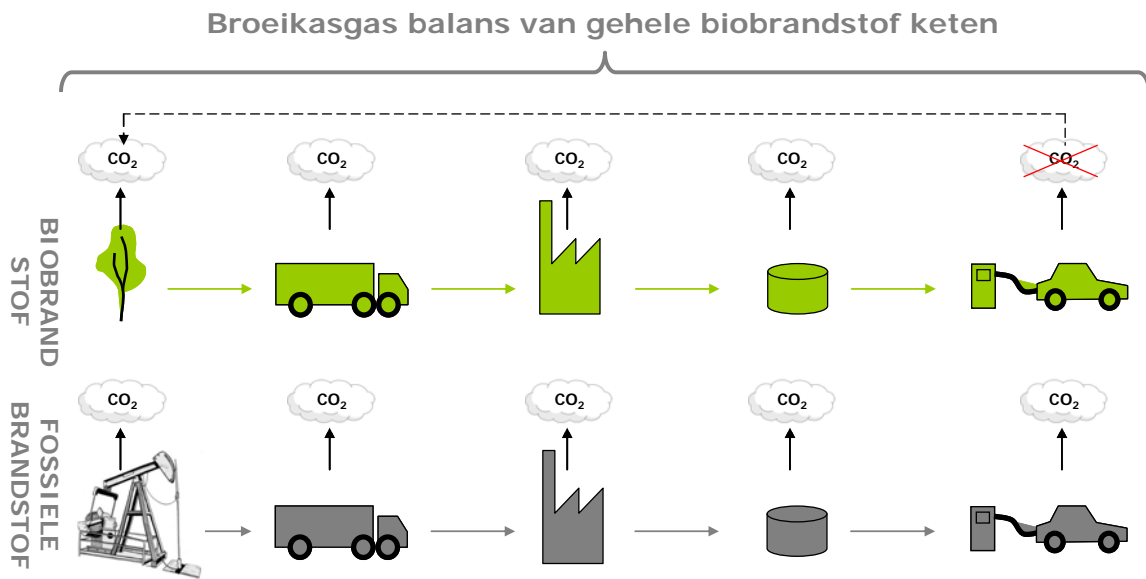 Broeikasgas balans van gehele biobrandstof keten
CO₂
CO₂
CO₂
CO₂
CO₂
BIOBRAND
STOF
CO₂
CO₂
CO₂
CO₂
CO₂
FOSSIELE
BRANDSTOF